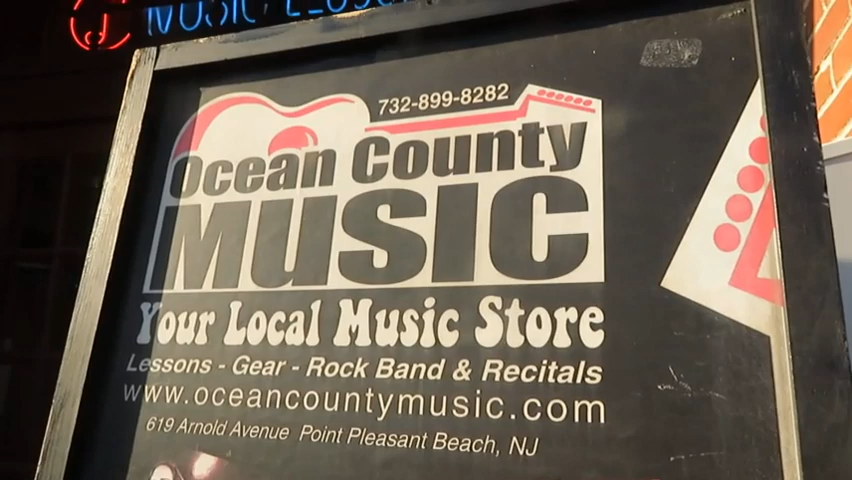 MUSIC
732-899-8282
Ocean County
MUSIC
Your Local Music Store
Lessons - Gear - Rock Band & Recitals
www.oceancountymusic.com
619 Arnold Avenue Point Pleasant Beach, NJ